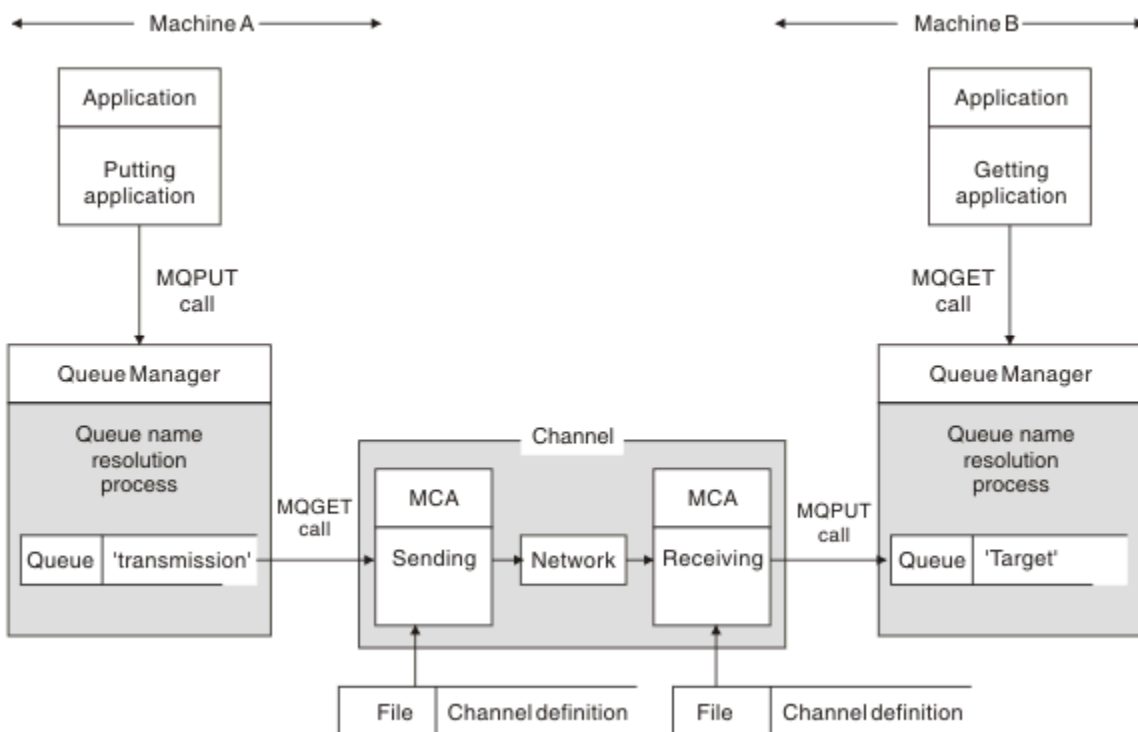 Machine A
Machine B
Application
Putting
application
Application
Getting
application
MQPUT
call
MQGET
call
Queue Manager
Queue name
resolution
process
Queue 'transmission'
MQGET
call
Channel
MCA
Sending
Network
MCA
Receiving
MQPUT
call
Queue Manager
Queue name
resolution
process
Queue 'Target'
File Channel definition
File Channel definition